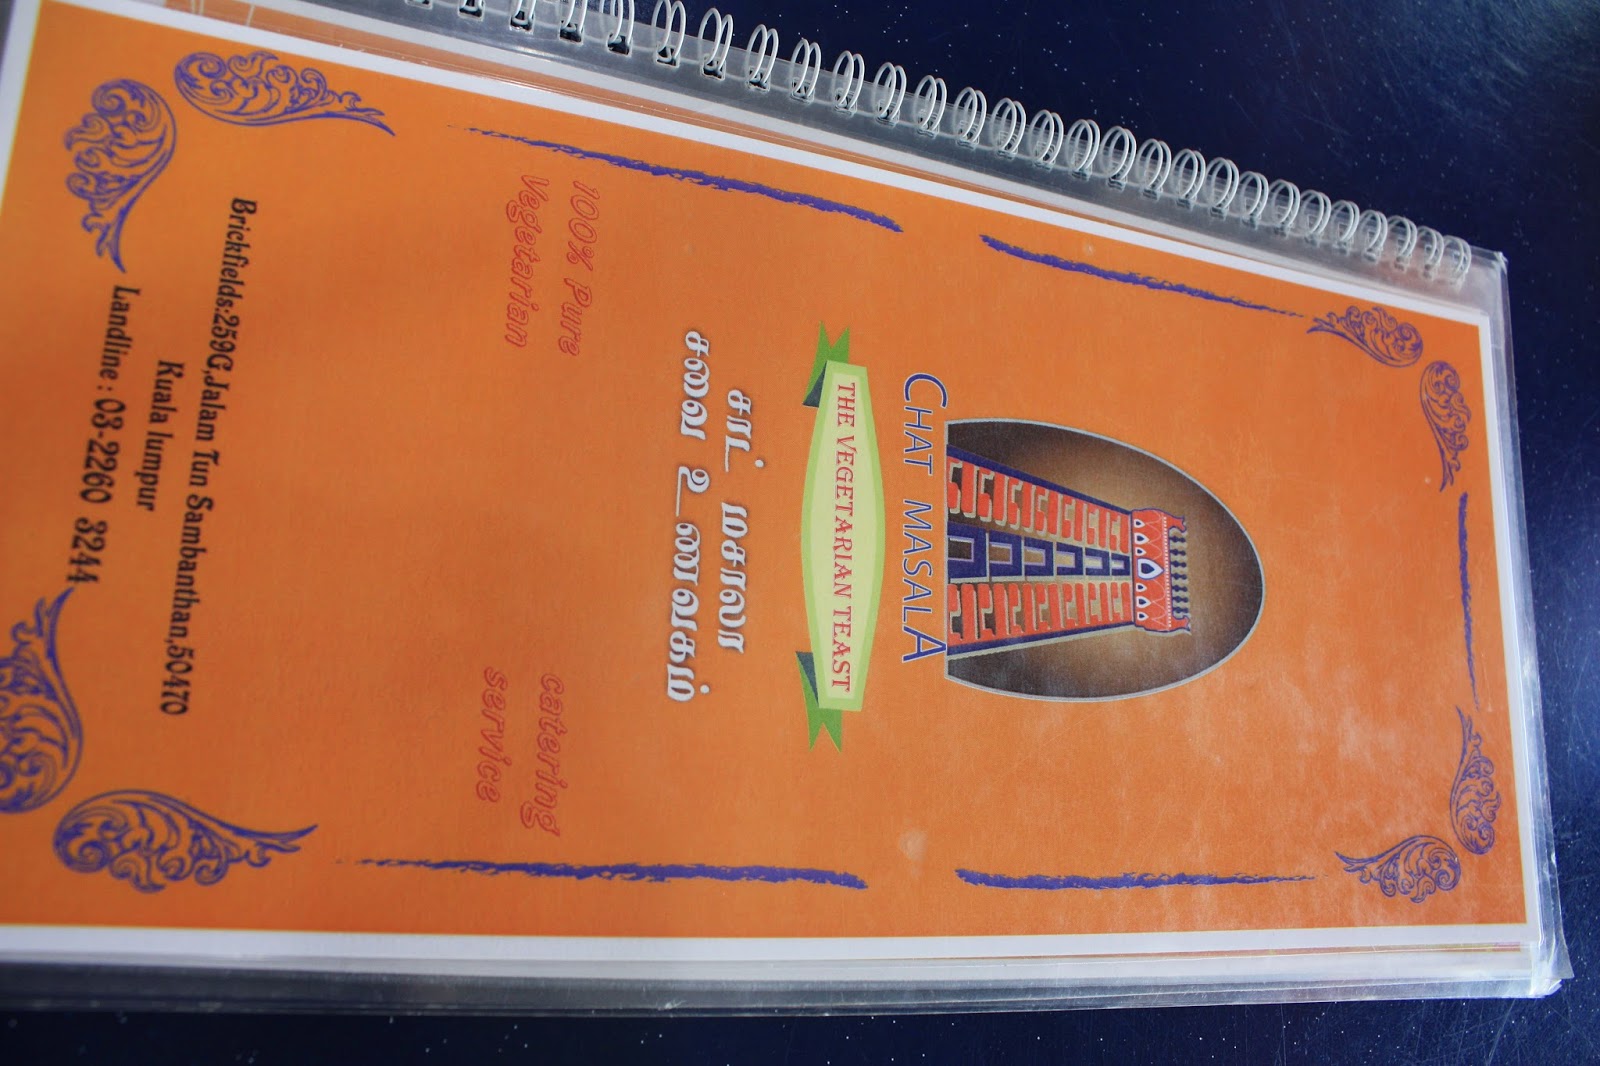 CHAT MASALA
THE VEGETARIAN TEAST
சாட் மசாலா
சுவை உணவகம்
100% Pure
Vegetarian
catering
service
Brickfields:259G,Jalam Tun Sambanthan,50470
Kuala lumpur
Landline : 03-2260 3244